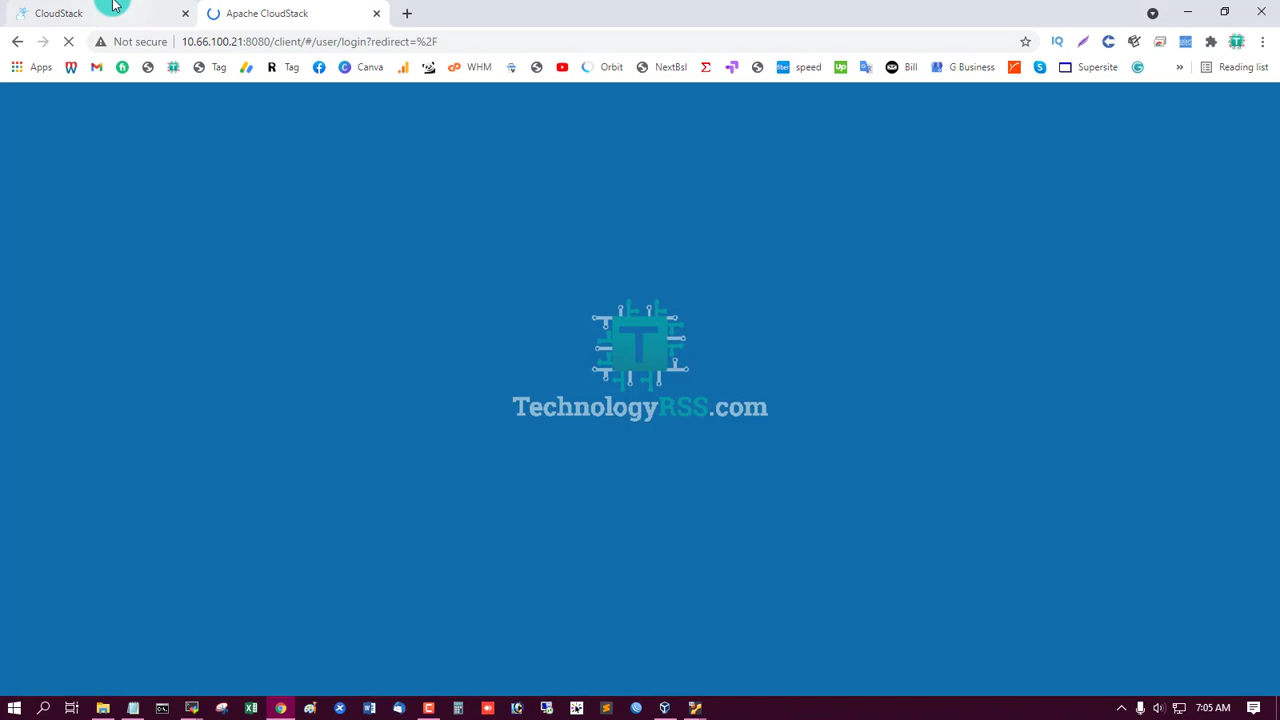 CloudStack
Apache CloudStack
Not secure
10.66.100.21:8080/client/#/user/login?redirect=%2F
Apps
Tag
Tag
Canva
WHM
Orbit
NextBsl
speed
Bill
G Business
Supersite
Reading list
T
TechnologyRSS.com
7:05 AM